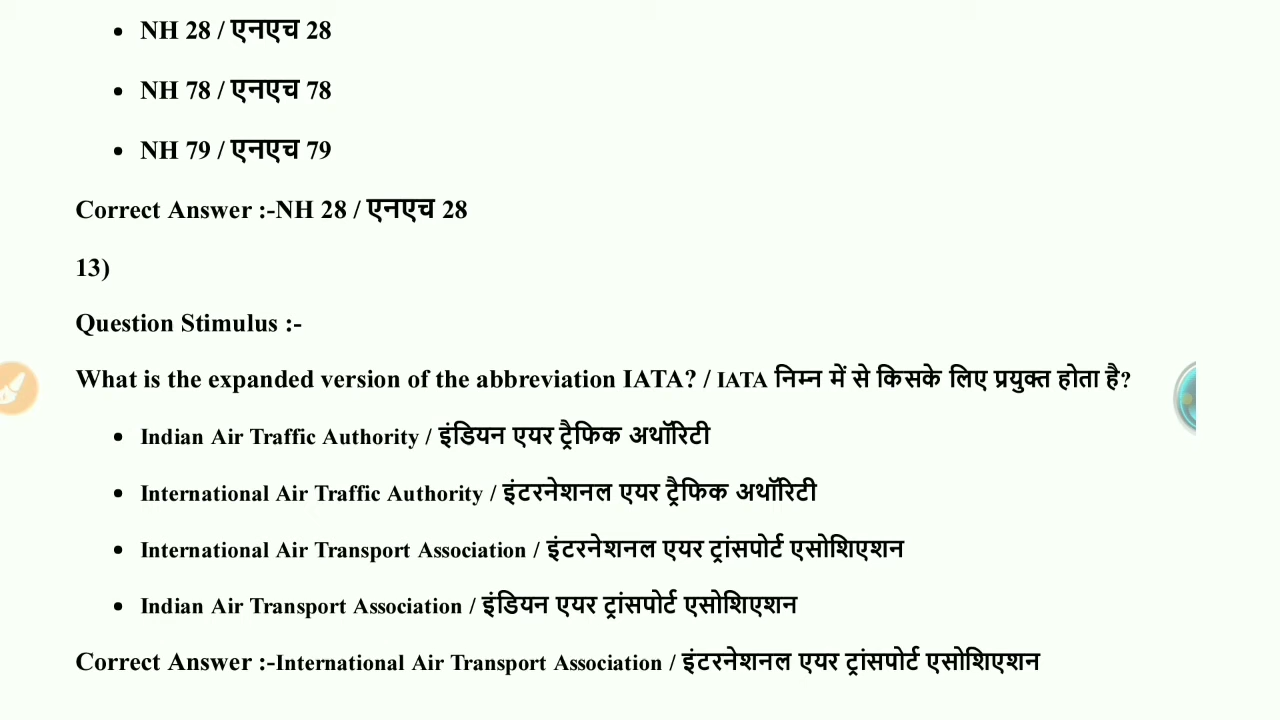 • NH 28 / एनएच 28
• NH 78 / एनएच 78
• NH 79 / एनएच 79
Correct Answer :-NH 28 / एनएच 28
13)
Question Stimulus :-
What is the expanded version of the abbreviation IATA? / IATA निम्न में से किसके लिए प्रयुक्त होता है?
• Indian Air Traffic Authority / इंडियन एयर ट्रैफिक अथॉरिटी
• International Air Traffic Authority / इंटरनेशनल एयर ट्रैफिक अथॉरिटी
• International Air Transport Association / इंटरनेशनल एयर ट्रांसपोर्ट एसोशिएशन
• Indian Air Transport Association / इंडियन एयर ट्रांसपोर्ट एसोशिएशन
Correct Answer :-International Air Transport Association / इंटरनेशनल एयर ट्रांसपोर्ट एसोशिएशन